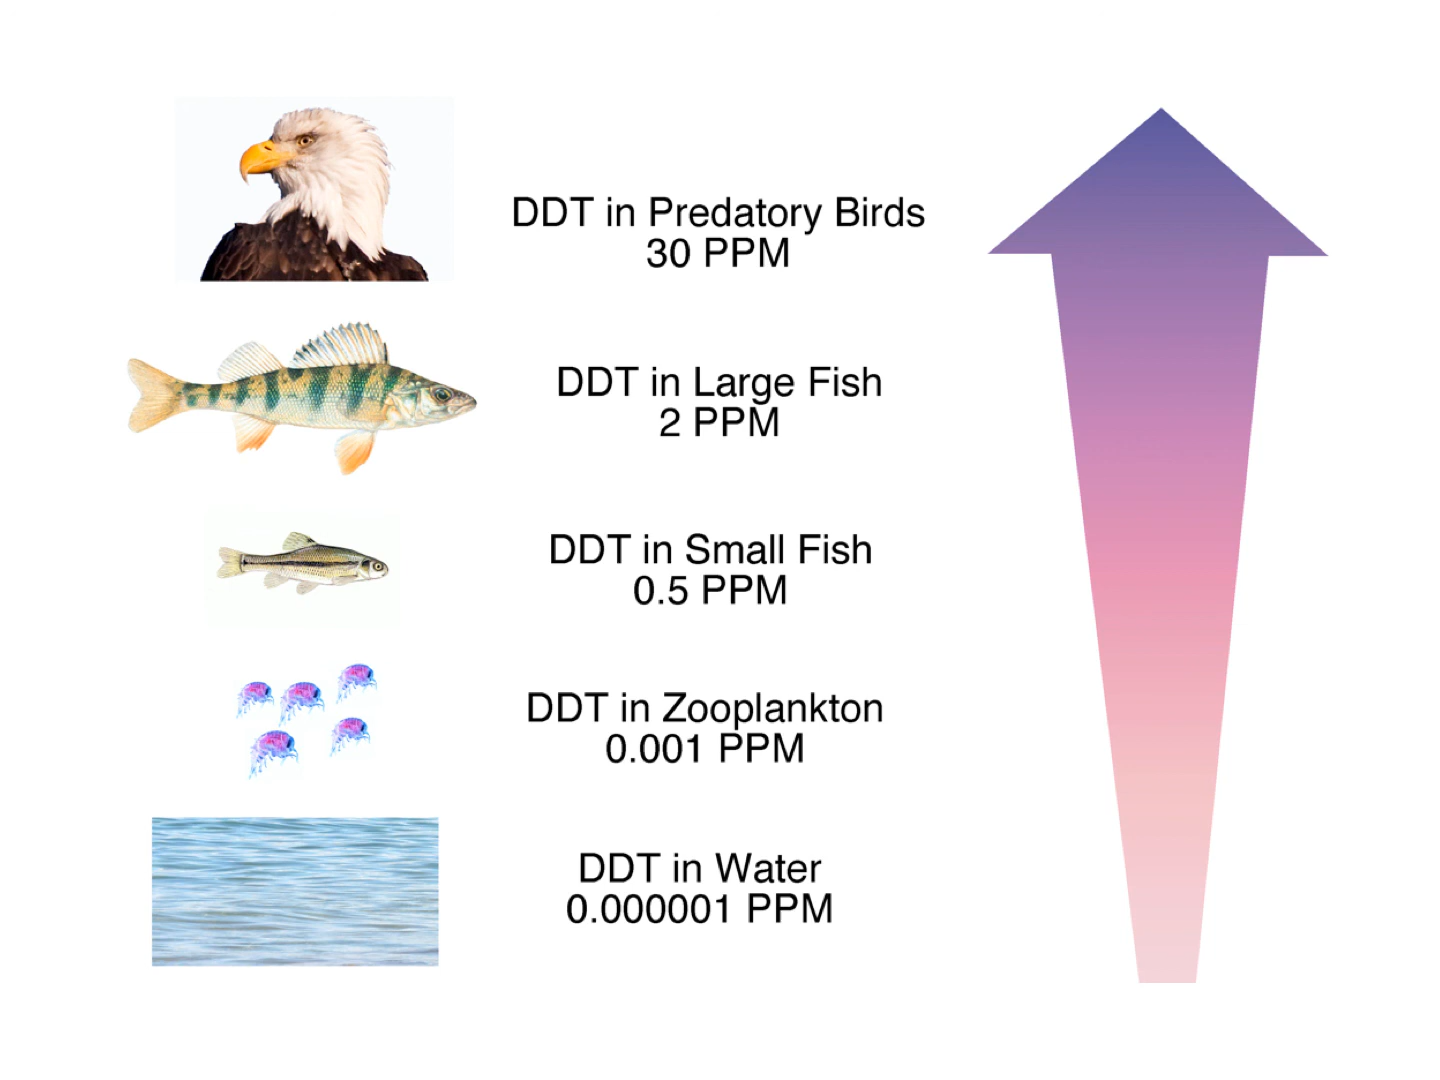 DDT in Predatory Birds
30 PPM
DDT in Large Fish
2 PPM
DDT in Small Fish
0.5 PPM
DDT in Zooplankton
0.001 PPM
DDT in Water
0.000001 PPM